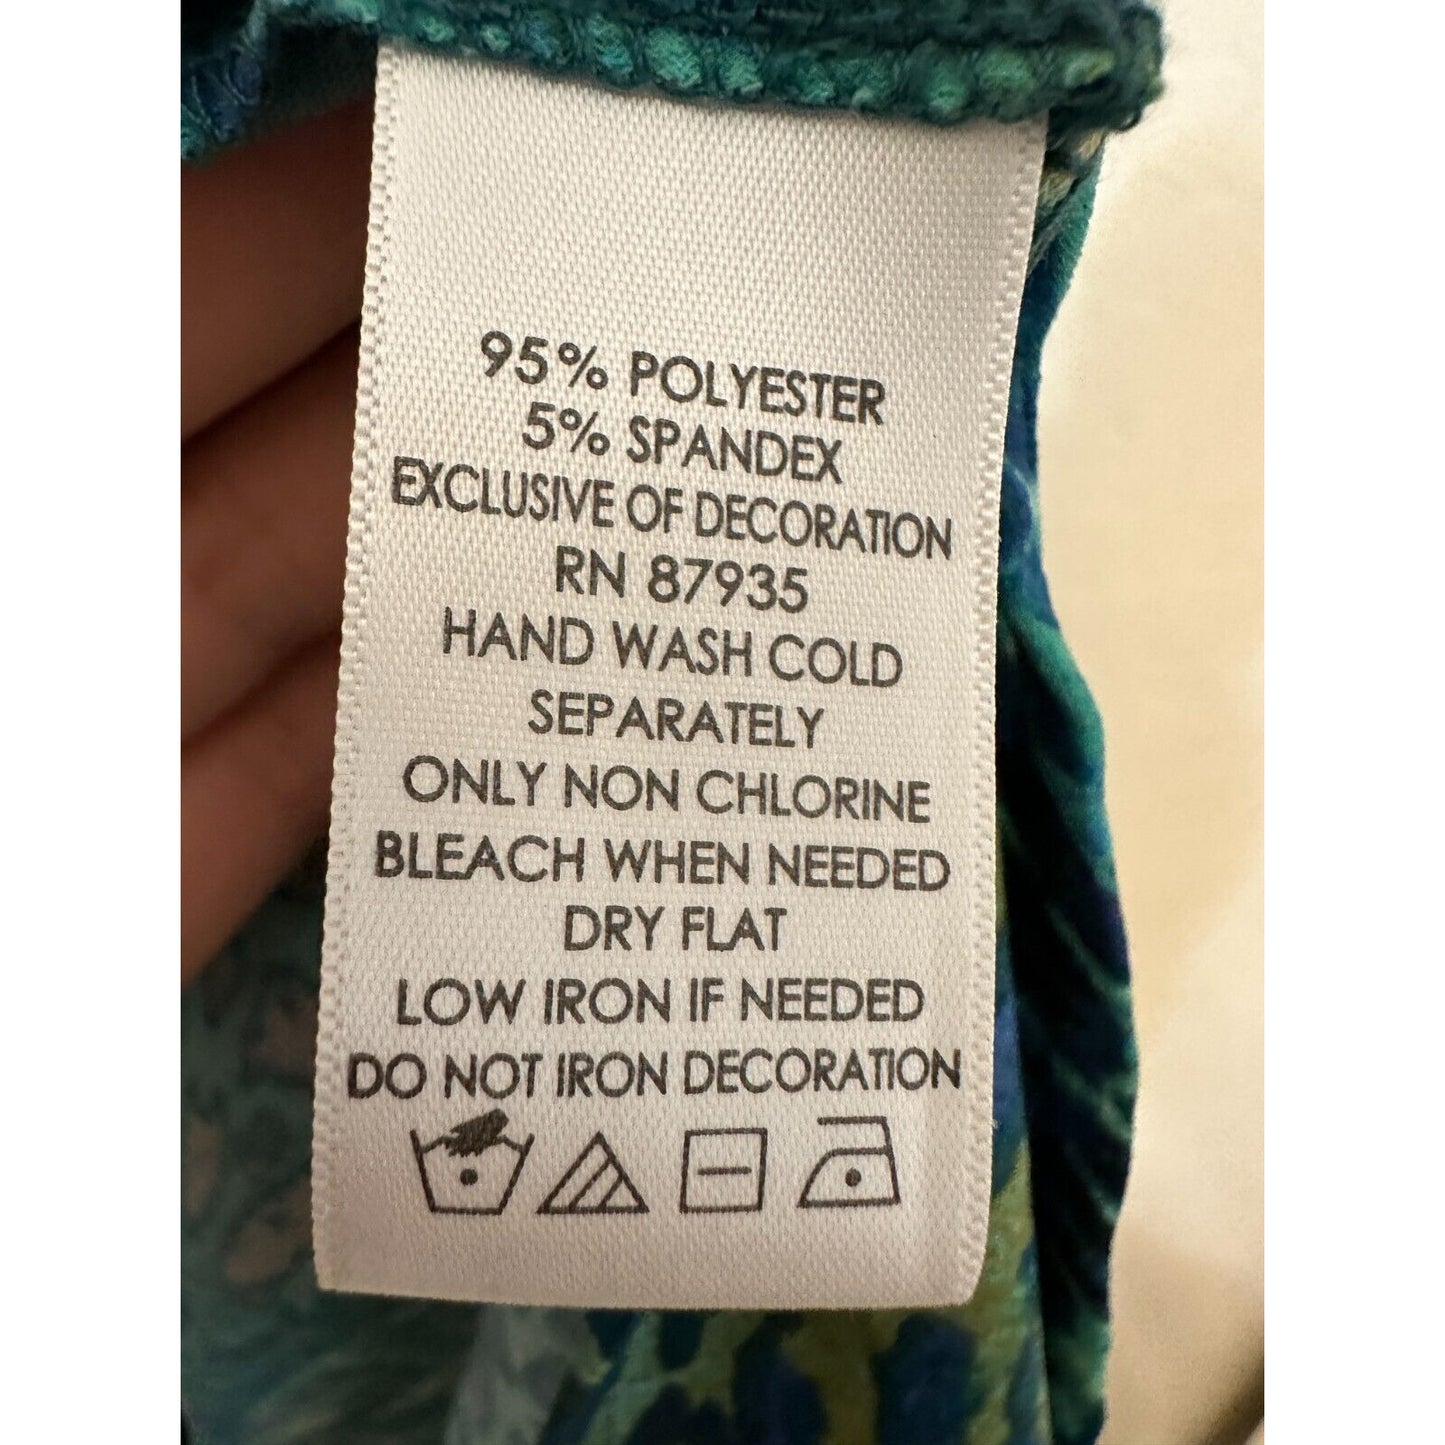 95% POLYESTER
5% SPANDEX
EXCLUSIVE OF DECORATION
RN 87935
HAND WASH COLD
SEPARATELY
ONLY NON CHLORINE
BLEACH WHEN NEEDED
DRY FLAT
LOW IRON IF NEEDED
DO NOT IRON DECORATION